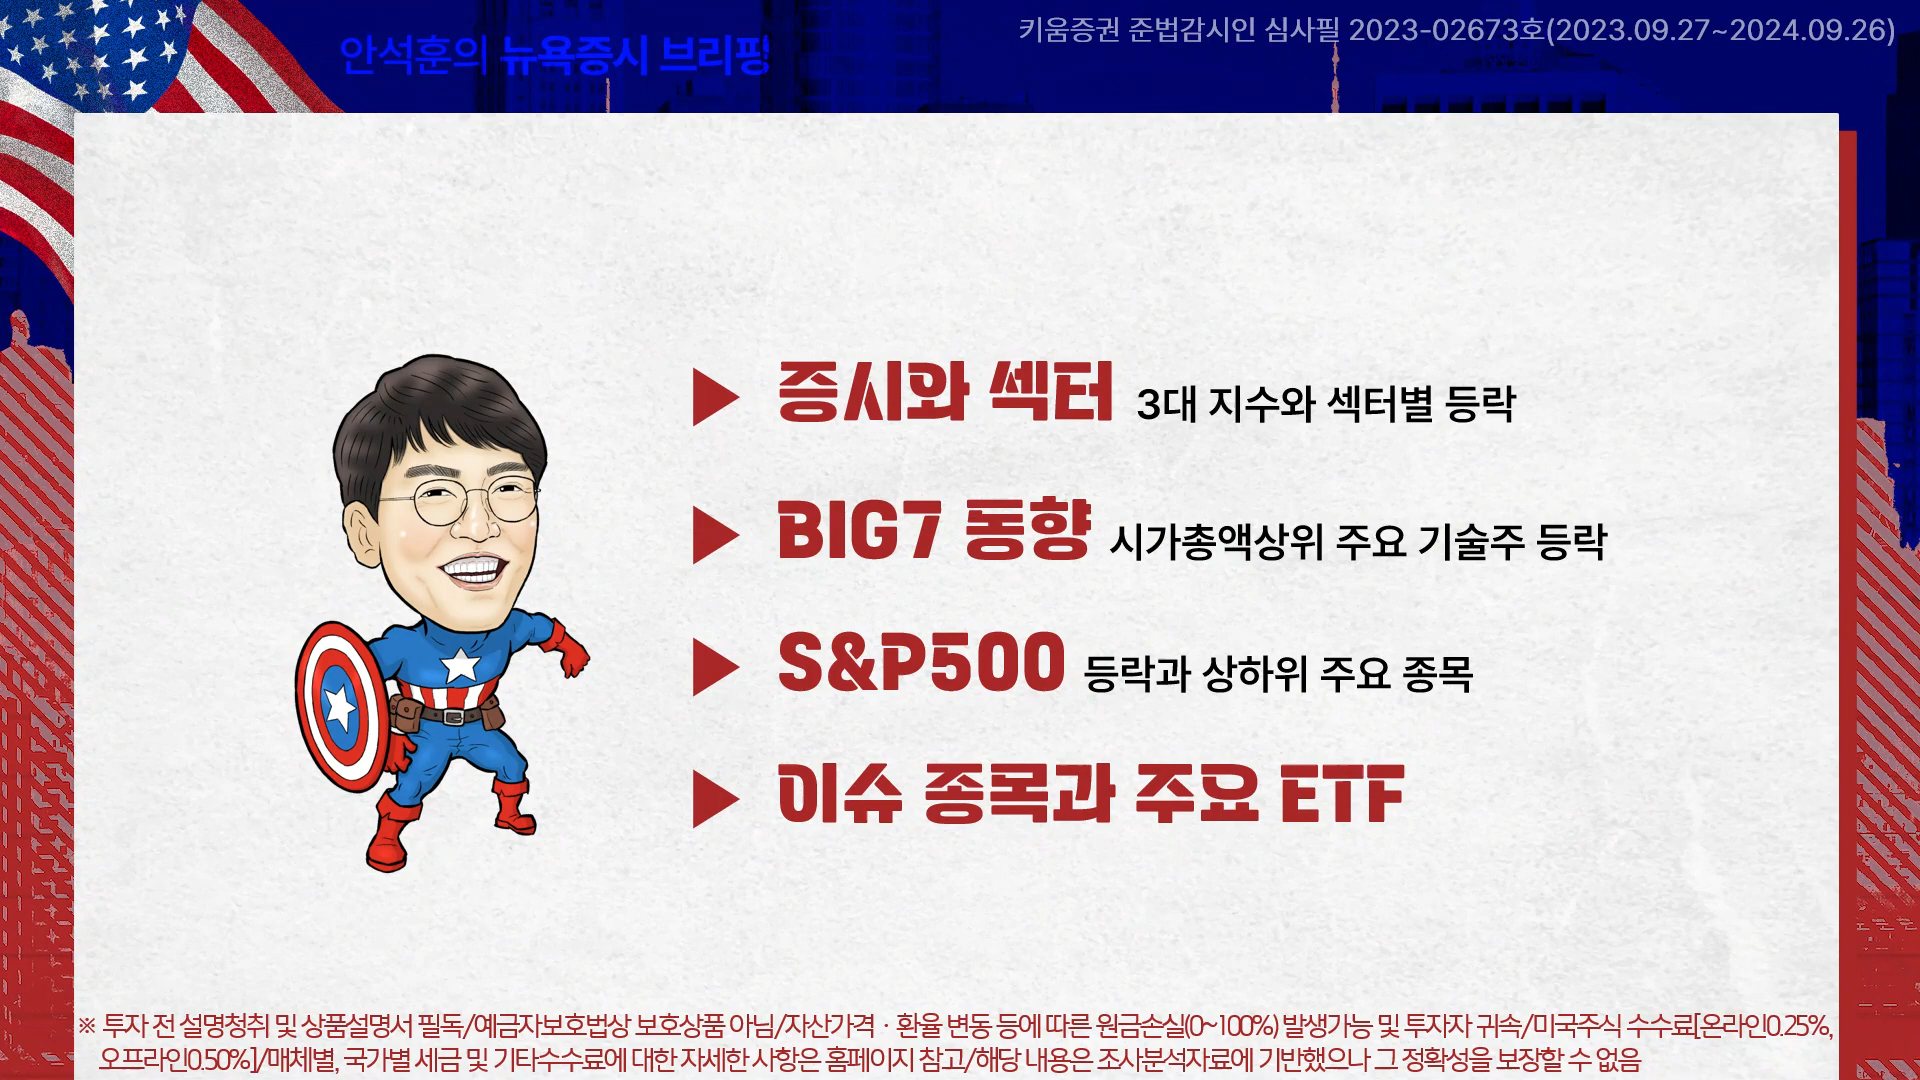 안석훈의 뉴욕증시 브리핑
키움증권 준법감시인 심사필 2023-02673호(2023.09.27~2024.09.26)
▶ 증시와 섹터 3대 지수와 섹터별 등락
▶ BIG7 동향 시가총액상위 주요 기술주 등락
▶ S&P500 등락과 상하위 주요 종목
▶ 이슈 종목과 주요 ETF
※ 투자 전 설명청취 및 상품설명서 필독/예금자보호법상 보호상품 아님/자산가격 · 환율 변동 등에 따른 원금손실(0~100%) 발생가능 및 투자자 귀속/미국주식 수수료[온라인0.25%,
오프라인0.50%]/매체별, 국가별 세금 및 기타수수료에 대한 자세한 사항은 홈페이지 참고/해당 내용은 조사분석자료에 기반했으나 그 정확성을 보장할 수 없음